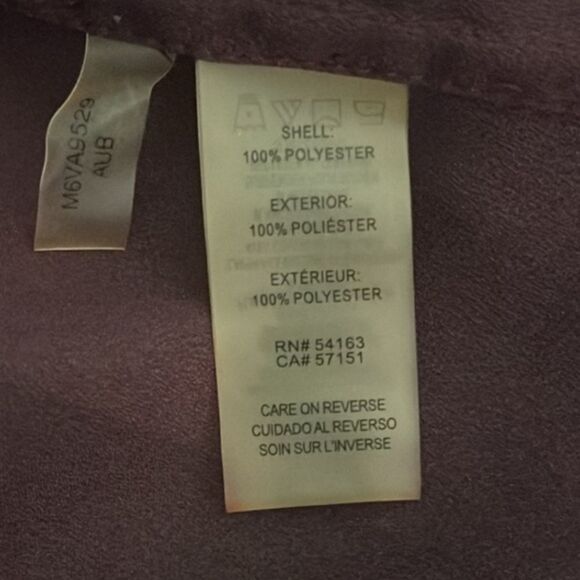 M6VA9529
AUB
SHELL:
100% POLYESTER
EXTERIOR:
100% POLIÉSTER
EXTÉRIEUR:
100% POLYESTER
RN# 54163
CA# 57151
CARE ON REVERSE
CUIDADO AL REVERSO
SOIN SUR L'INVERSE